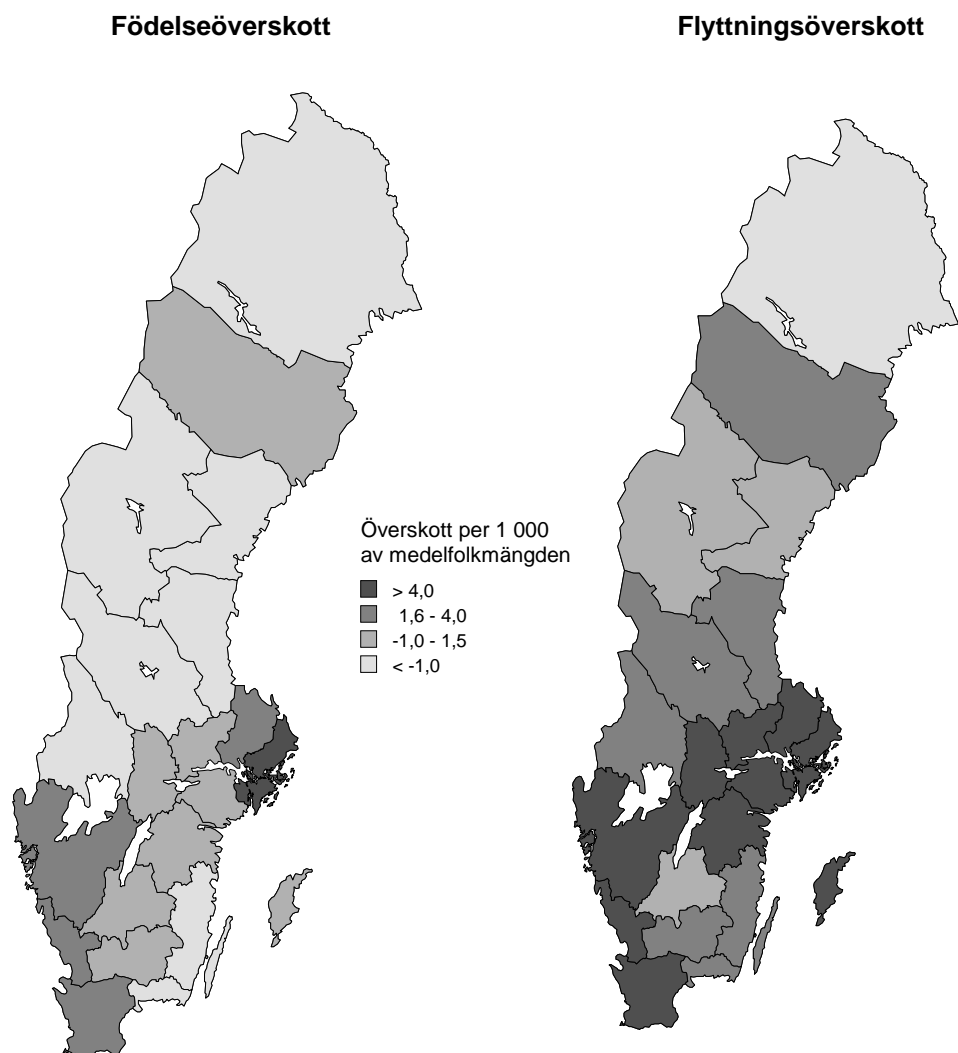 Födelseöverskott
Flyttningsöverskott
Överskott per 1 000
av medelfolkmängden
> 4,0
1,6 - 4,0
-1,0 - 1,5
< -1,0